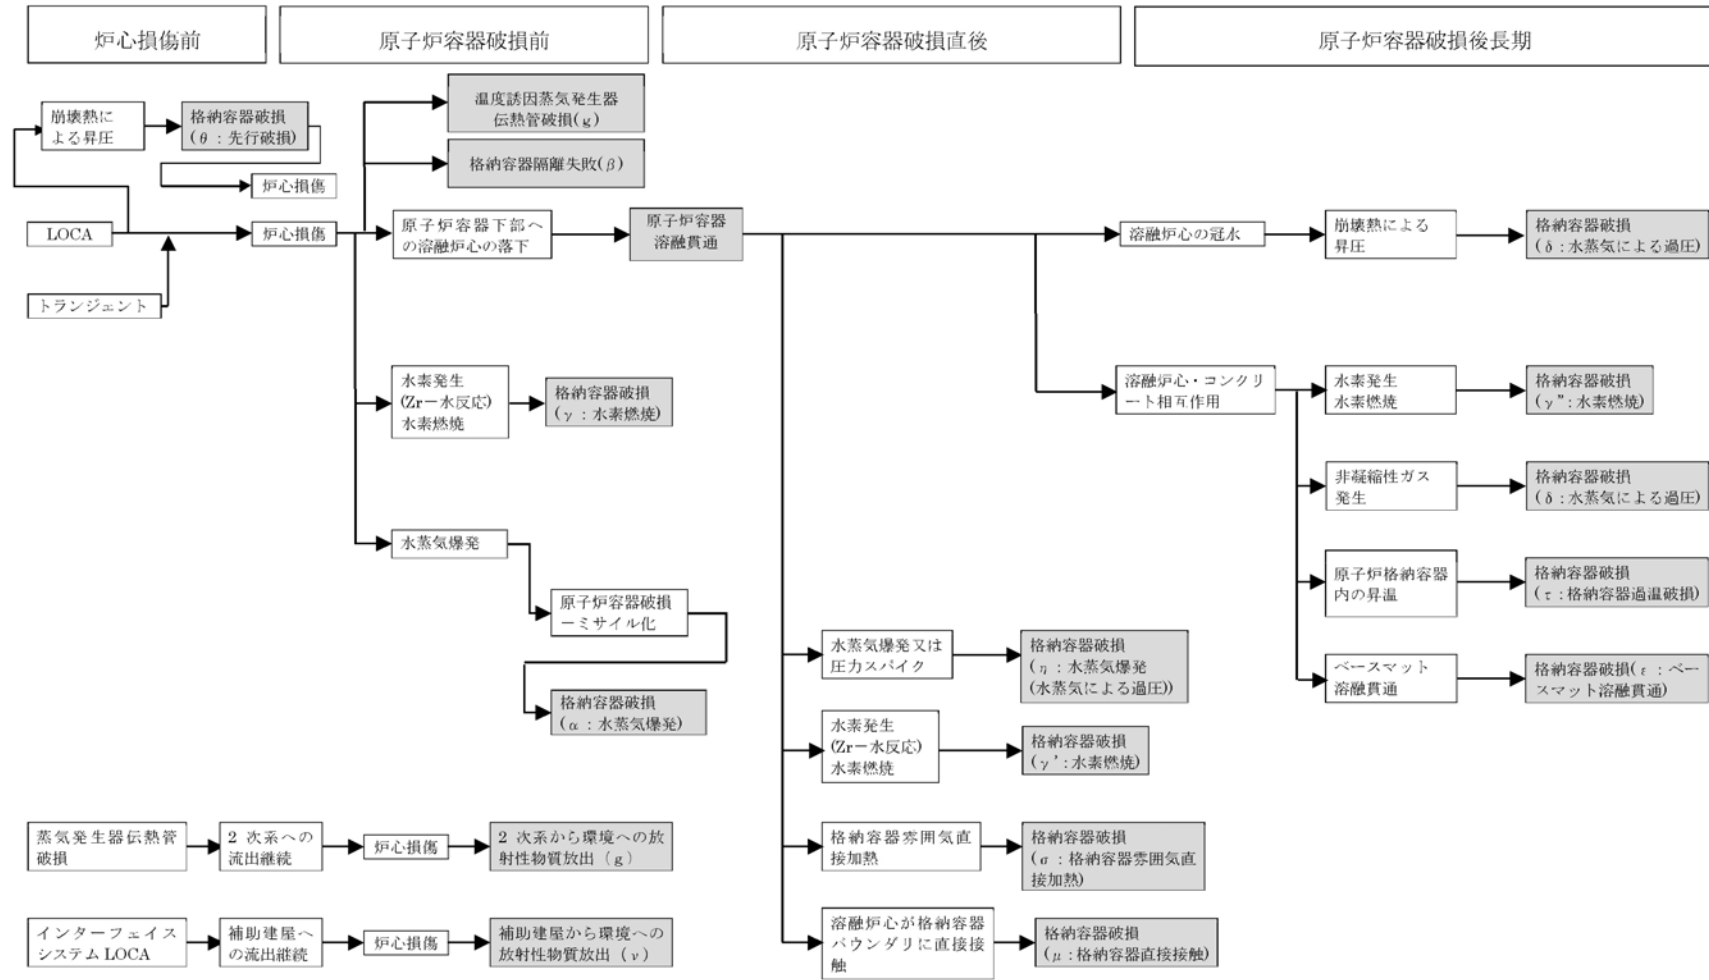 炉心損傷前
原子炉容器破損前
原子炉容器破損直後
原子炉容器破損後長期
崩壊熱に
よる昇圧
格納容器破損
(θ：先行破損)
炉心損傷
温度誘因蒸気発生器
伝熱管破損(g)
格納容器隔離失敗(β)
LOCA
炉心損傷
原子炉容器下部へ
の溶融炉心の落下
原子炉容器
溶融貫通
溶融炉心の冠水
崩壊熱による
昇圧
格納容器破損
(δ：水蒸気による過圧)
トランジェント
水素発生
(Zr－水反応)
水素燃焼
格納容器破損
(γ：水素燃焼)
溶融炉心・コンクリ
ート相互作用
水素発生
水素燃焼
格納容器破損
(γ”：水素燃焼)
非凝縮性ガス
発生
格納容器破損
(δ：水蒸気による過圧)
水蒸気爆発
原子炉容器破損
－ミサイル化
格納容器破損
(α：水蒸気爆発)
原子炉格納容器
内の昇温
格納容器破損
(τ：格納容器過温破損)
水蒸気爆発又は
圧力スパイク
格納容器破損
(η：水蒸気爆発
(水蒸気による過圧))
ベースマット
溶融貫通
格納容器破損(ε：ベー
スマット溶融貫通)
水素発生
(Zr－水反応)
水素燃焼
格納容器破損
(γ’：水素燃焼)
蒸気発生器伝熱管
破損
2 次系への
流出継続
炉心損傷
2 次系から環境への放
射性物質放出（g）
格納容器雰囲気直
接加熱
格納容器破損
(σ：格納容器雰囲気直
接加熱)
インターフェイス
システム LOCA
補助建屋へ
の流出継続
炉心損傷
補助建屋から環境への
放射性物質放出（ν）
溶融炉心が格納容器
バウンダリに直接接
触
格納容器破損
(μ：格納容器直接接触)